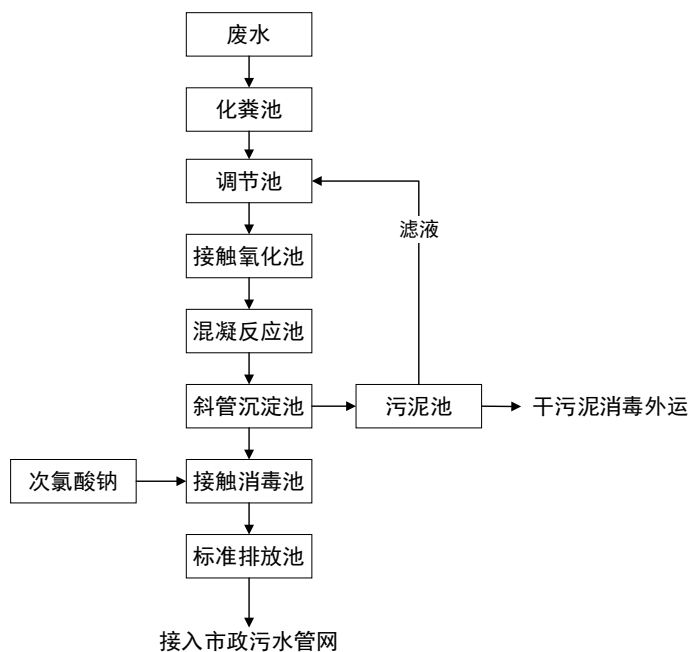 废水
化粪池
调节池
滤液
接触氧化池
混凝反应池
斜管沉淀池
污泥池
干污泥消毒外运
次氯酸钠
接触消毒池
标准排放池
接入市政污水管网